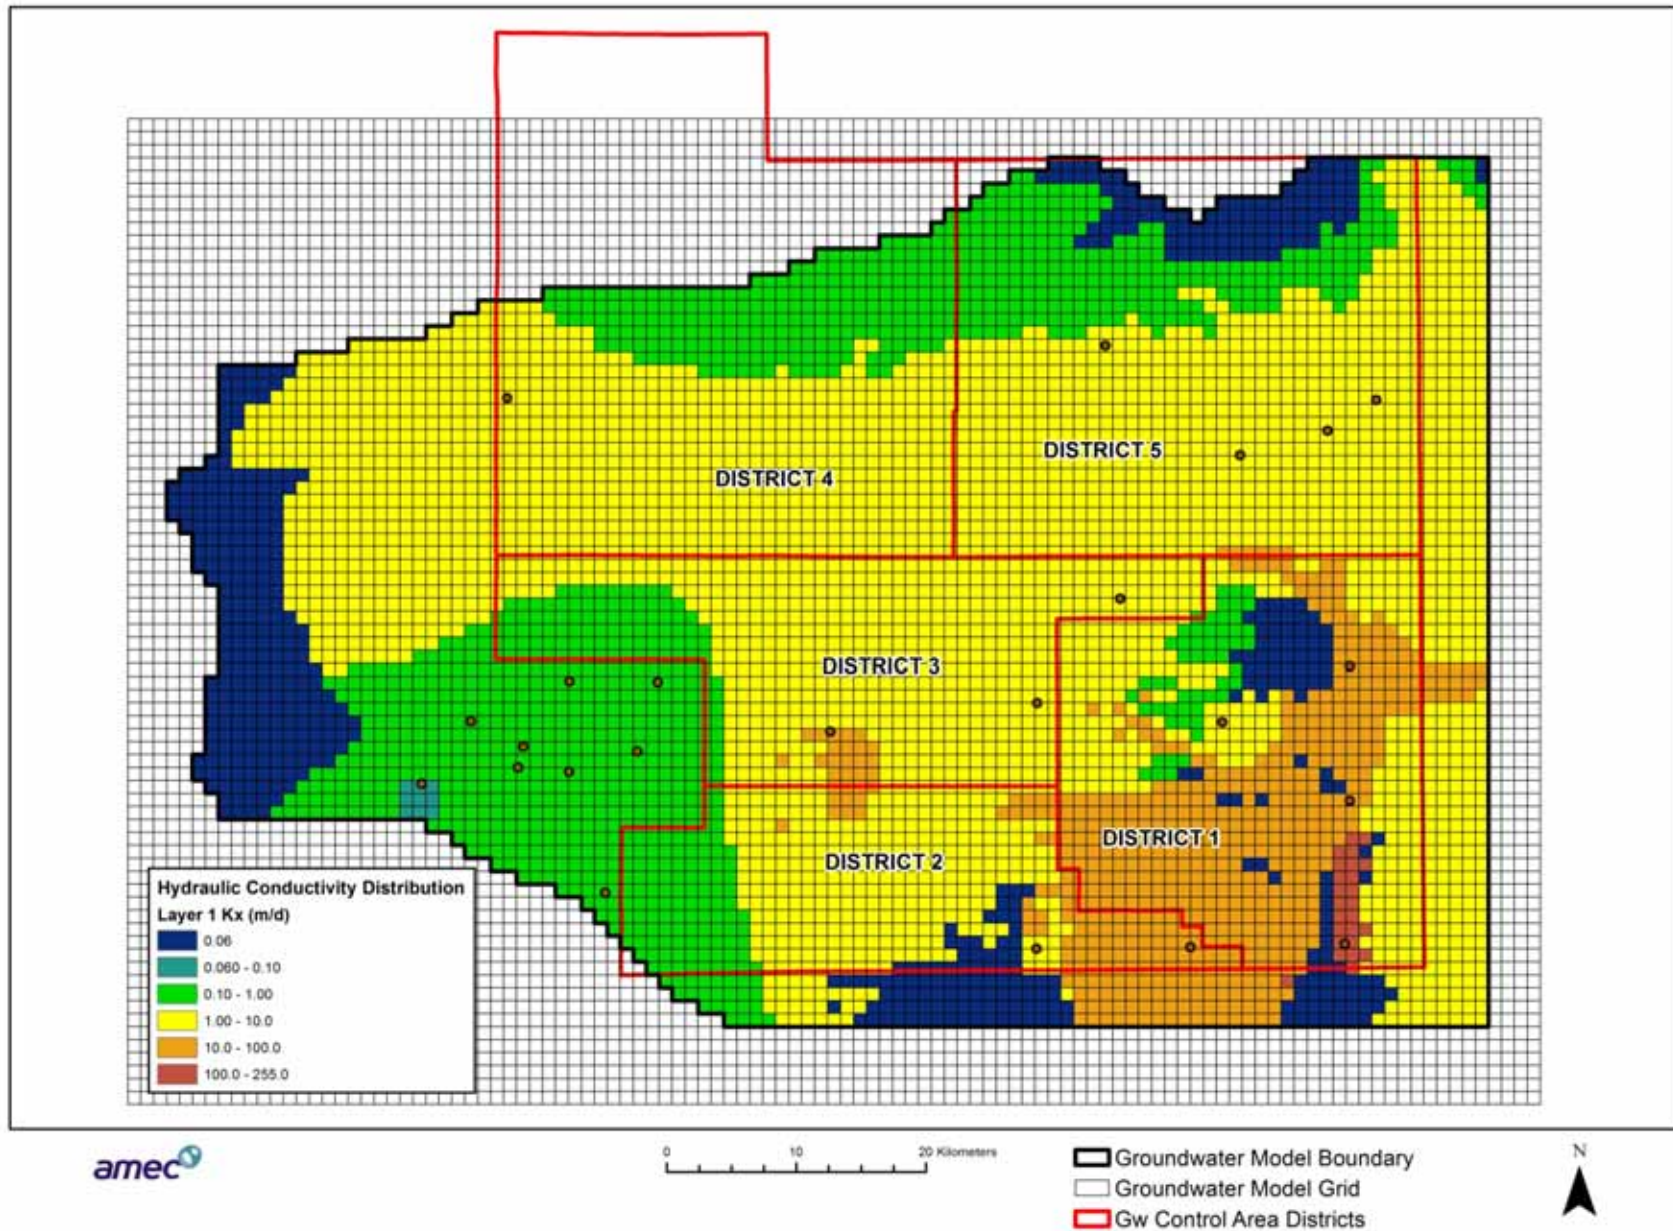 DISTRICT 5
DISTRICT 4
DISTRICT 3
DISTRICT 1
DISTRICT 2
Hydraulic Conductivity Distribution
Layer 1 Kx (m/d)
0.06
0.060 - 0.10
0.10 - 1.00
1.00 - 10.0
10.0 - 100.0
100.0 - 255.0
amec
0 10 20 Kilometers
Groundwater Model Boundary
Groundwater Model Grid
Gw Control Area Districts
N